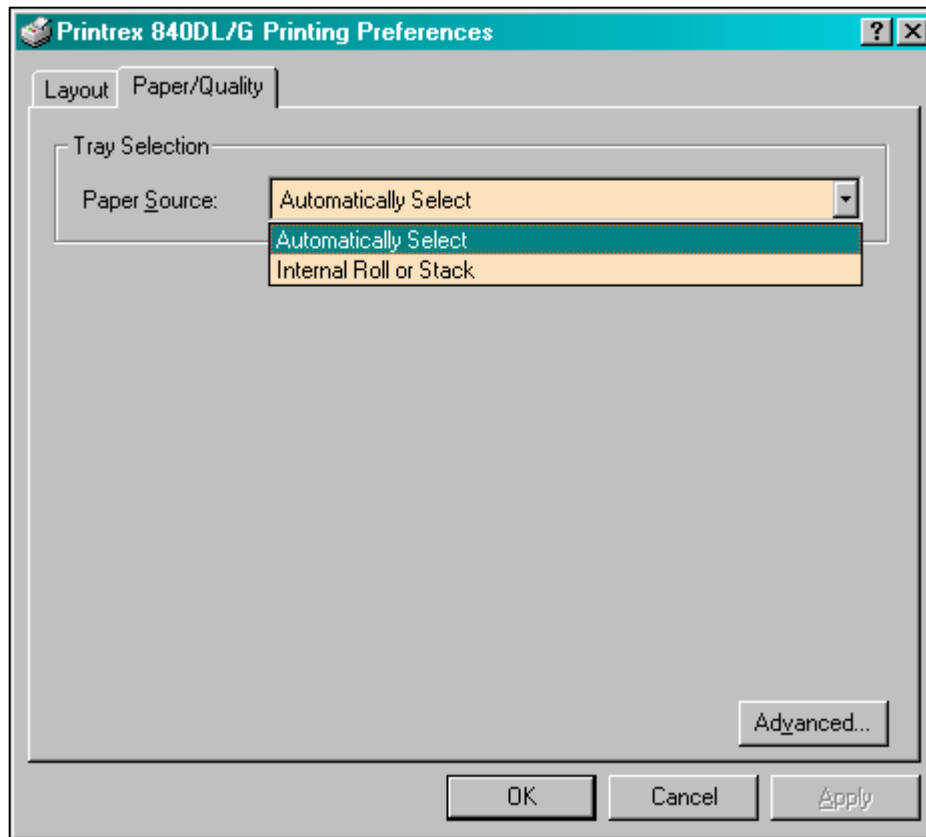 Printrex 840DL/G Printing Preferences
Layout Paper/Quality
Tray Selection
Paper Source: Automatically Select
Automatically Select
Internal Roll or Stack
Advanced...
OK Cancel Apply